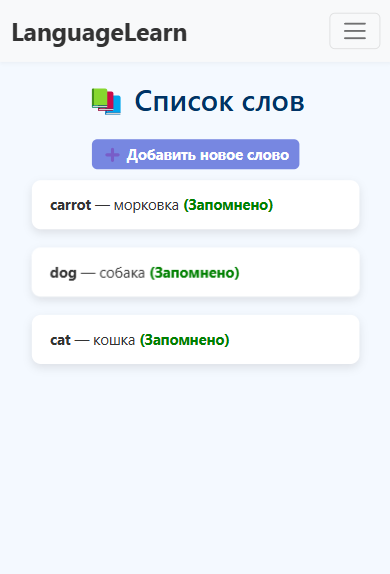 LanguageLearn
Список слов
Добавить новое слово
carrot — морковка (Запомнено)
dog — собака (Запомнено)
cat — кошка (Запомнено)